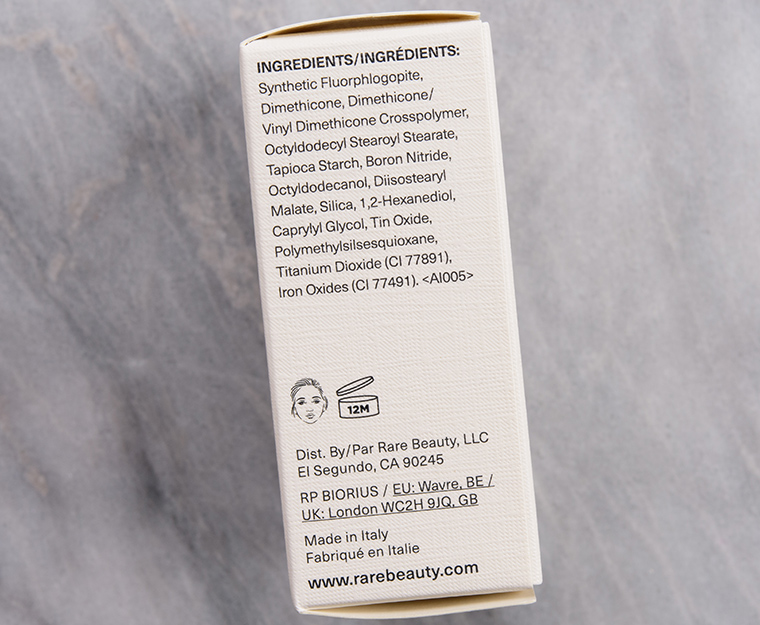 INGREDIENTS/INGRÉDIENTS:
Synthetic Fluorphlogopite,
Dimethicone, Dimethicone/
Vinyl Dimethicone Crosspolymer,
Octyldodecyl Stearoyl Stearate,
Tapioca Starch, Boron Nitride,
Octyldodecanol, Diisostearyl
Malate, Silica, 1,2-Hexanediol,
Caprylyl Glycol, Tin Oxide,
Polymethylsilsesquioxane,
Titanium Dioxide (CI 77891),
Iron Oxides (CI 77491). <AI005>
12M
Dist. By/Par Rare Beauty, LLC
El Segundo, CA 90245
RP BIORIUS / EU: Wavre, BE /
UK: London WC2H 9JQ, GB
Made in Italy
Fabriqué en Italie
www.rarebeauty.com